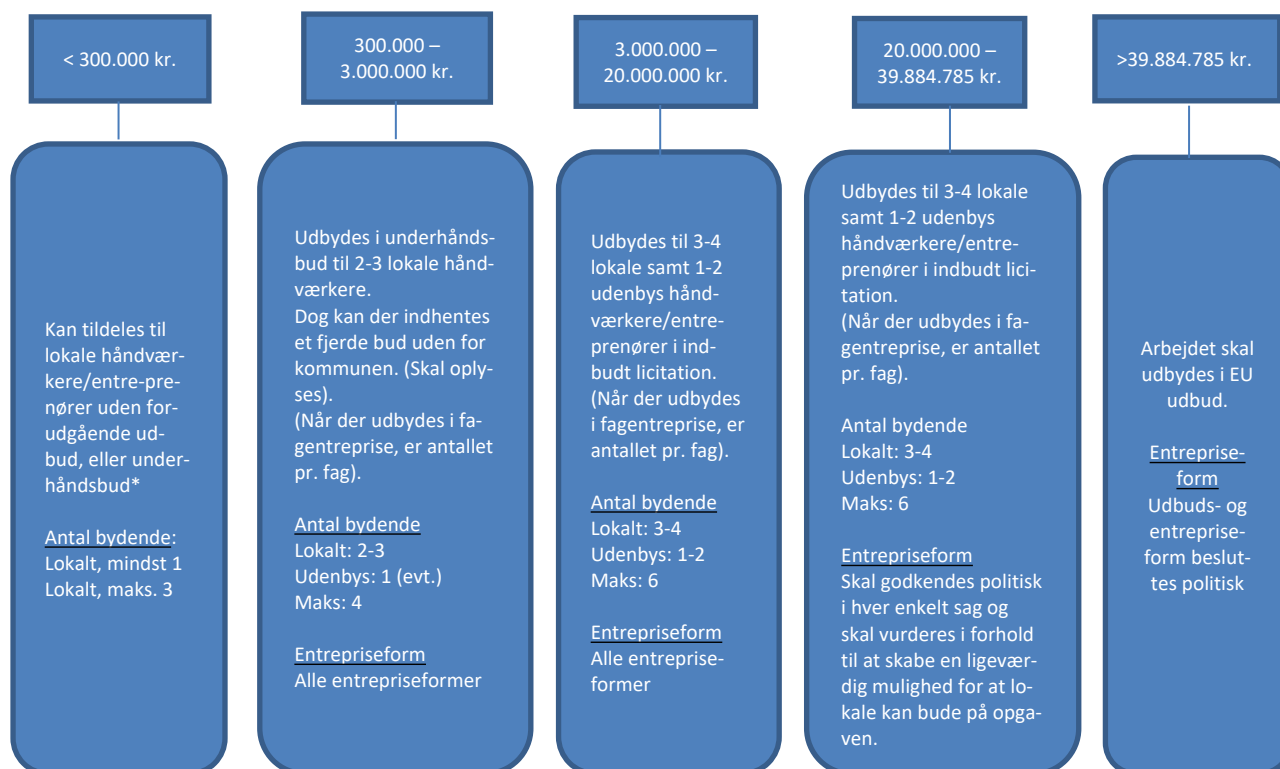 < 300.000 kr.
Kan tildeles til
lokale håndvær-
kere/entre-pre-
nører uden for-
udgående ud-
bud, eller under-
håndsbud*
Antal bydende:
Lokalt, mindst 1
Lokalt, maks. 3
300.000 –
3.000.000 kr.
Udbydes i underhånds-
bud til 2-3 lokale hånd-
værkere.
Dog kan der indhentes
et fjerde bud uden for
kommunen. (Skal oply-
ses).
(Når der udbydes i fa-
gentreprise, er antallet
pr. fag).
Antal bydende
Lokalt: 2-3
Udenbys: 1 (evt.)
Maks: 4
Entrepriseform
Alle entrepriseformer
3.000.000 –
20.000.000 kr.
Udbydes til 3-4
lokale samt 1-2
udenbys hånd-
værkere/entre-
prenører i ind-
budt licitation.
(Når der udbydes
i fagentreprise, er
antallet pr. fag).
Antal bydende
Lokalt: 3-4
Udenbys: 1-2
Maks: 6
Entrepriseform
Alle entreprise-
former
20.000.000 –
39.884.785 kr.
Udbydes til 3-4 lokale
samt 1-2 udenbys
håndværkere/entre-
prenører i indbudt lici-
tation.
(Når der udbydes i fa-
gentreprise, er antallet
pr. fag).
Antal bydende
Lokalt: 3-4
Udenbys: 1-2
Maks: 6
Entrepriseform
Skal godkendes politisk
i hver enkelt sag og
skal vurderes i forhold
til at skabe en ligevær-
dig mulighed for at lo-
kale kan bude på opga-
ven.
>39.884.785 kr.
Arbejdet skal
udbydes i EU
udbud.
Entreprise-
form
Udbuds- og
entreprise-
form beslut-
tes politisk